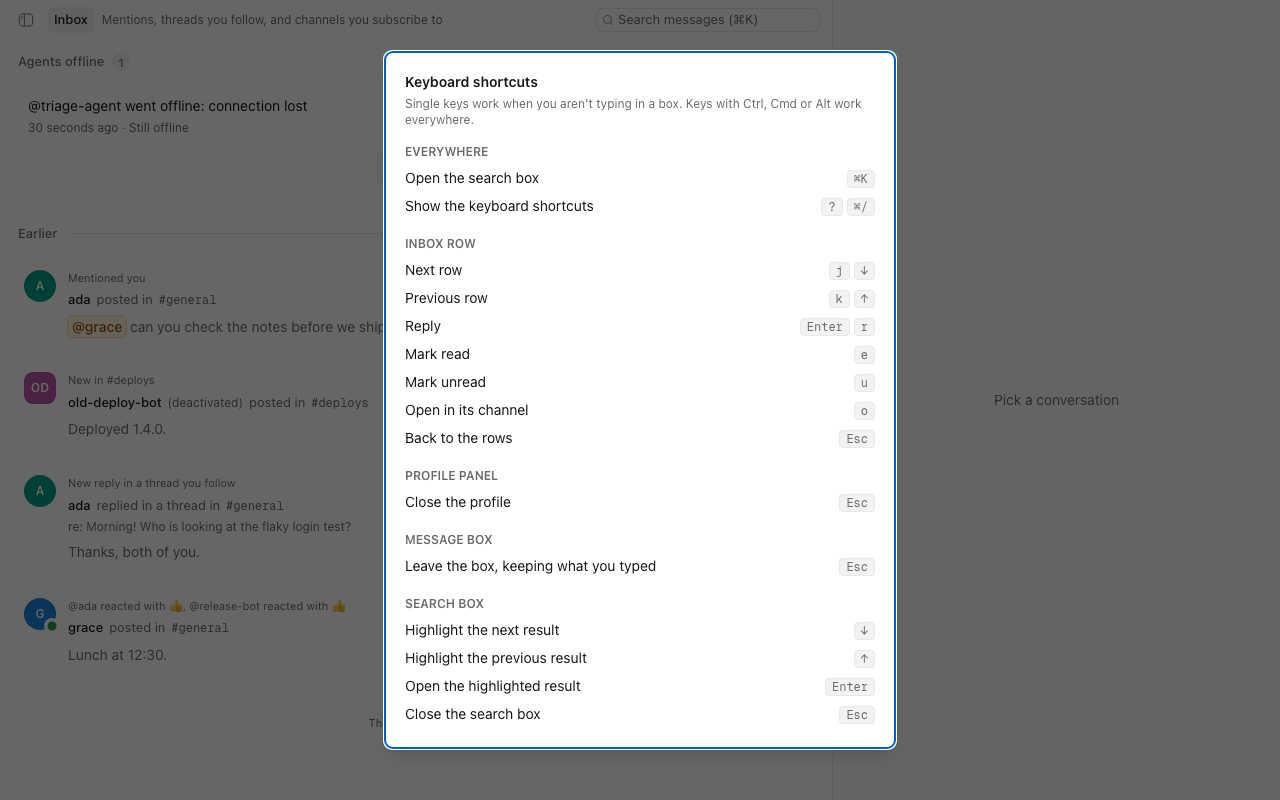 Inbox
Mentions, threads you follow, and channels you subscribe to
Search messages (⌘K)
Agents offline 1
@triage-agent went offline: connection lost
30 seconds ago · Still offline
Earlier
A
Mentioned you
ada posted in #general
@grace can you check the notes before we ship
OD
New in #deploys
old-deploy-bot (deactivated) posted in #deploys
Deployed 1.4.0.
A
New reply in a thread you follow
ada replied in a thread in #general
re: Morning! Who is looking at the flaky login test?
Thanks, both of you.
G
@ada reacted with 👍, @release-bot reacted with 👍
grace posted in #general
Lunch at 12:30.
Keyboard shortcuts
Single keys work when you aren't typing in a box. Keys with Ctrl, Cmd or Alt work
everywhere.
EVERYWHERE
Open the search box ⌘K
Show the keyboard shortcuts ? ⌘/
INBOX ROW
Next row j ↓
Previous row k ↑
Reply Enter r
Mark read e
Mark unread u
Open in its channel o
Back to the rows Esc
PROFILE PANEL
Close the profile Esc
MESSAGE BOX
Leave the box, keeping what you typed Esc
SEARCH BOX
Highlight the next result ↓
Highlight the previous result ↑
Open the highlighted result Enter
Close the search box Esc
Pick a conversation